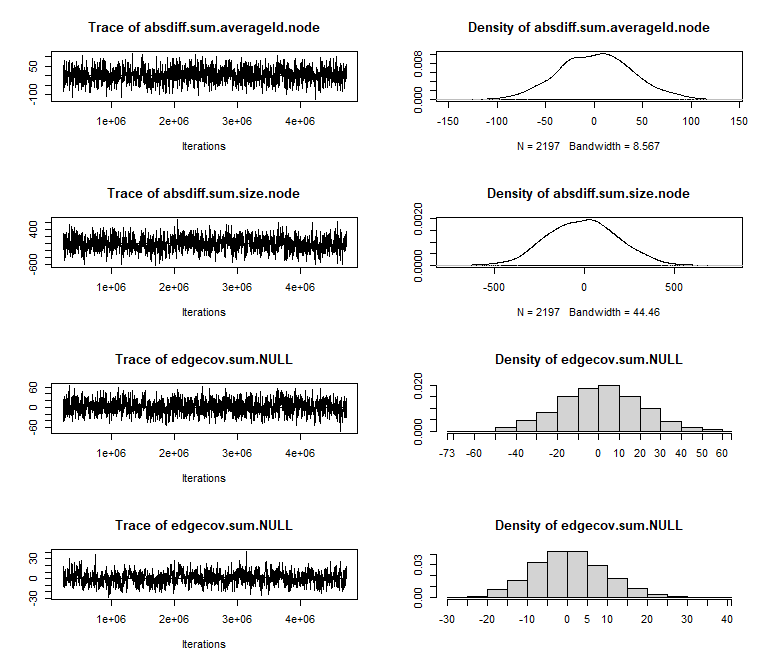 Trace of absdiff.sum.averageId.node
50
-100
1e+06 2e+06 3e+06 4e+06
Iterations
Density of absdiff.sum.averageId.node
0.008
0.000
-150 -100 -50 0 50 100 150
N = 2197 Bandwidth = 8.567
Trace of absdiff.sum.size.node
400
-600
1e+06 2e+06 3e+06 4e+06
Iterations
Density of absdiff.sum.size.node
0.0020
0.0000
-500 0 500
N = 2197 Bandwidth = 44.46
Trace of edgecov.sum.NULL
60
0
-60
1e+06 2e+06 3e+06 4e+06
Iterations
Density of edgecov.sum.NULL
0.020
0.000
-73 -60 -40 -20 0 10 20 30 40 50 60
Trace of edgecov.sum.NULL
30
0
-30
1e+06 2e+06 3e+06 4e+06
Iterations
Density of edgecov.sum.NULL
0.03
0.00
-30 -20 -10 0 5 10 20 30 40